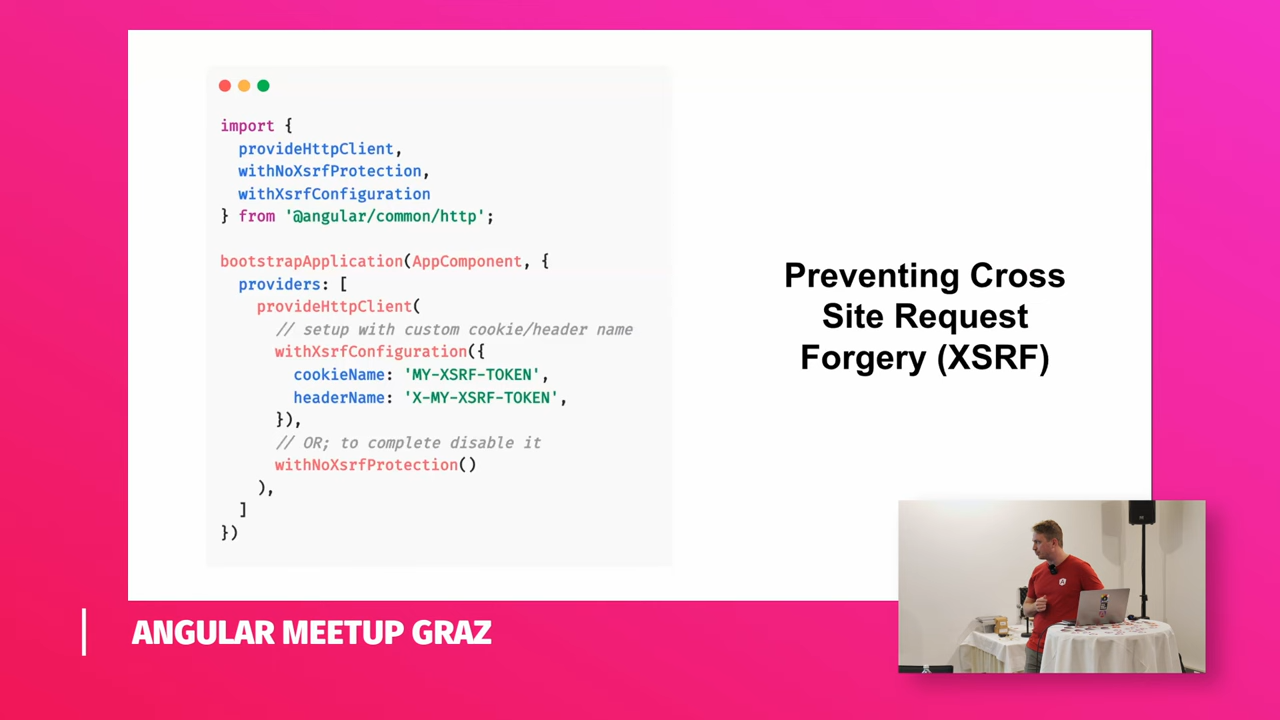 import {
  provideHttpClient,
  withNoXsrfProtection,
  withXsrfConfiguration
} from '@angular/common/http';
bootstrapApplication(AppComponent, {
  providers: [
    provideHttpClient(
      // setup with custom cookie/header name
      withXsrfConfiguration({
        cookieName: 'MY-XSRF-TOKEN',
        headerName: 'X-MY-XSRF-TOKEN',
      }),
      // OR; to complete disable it
      withNoXsrfProtection()
    ),
  ]
})
Preventing Cross
Site Request
Forgery (XSRF)
ANGULAR MEETUP GRAZ